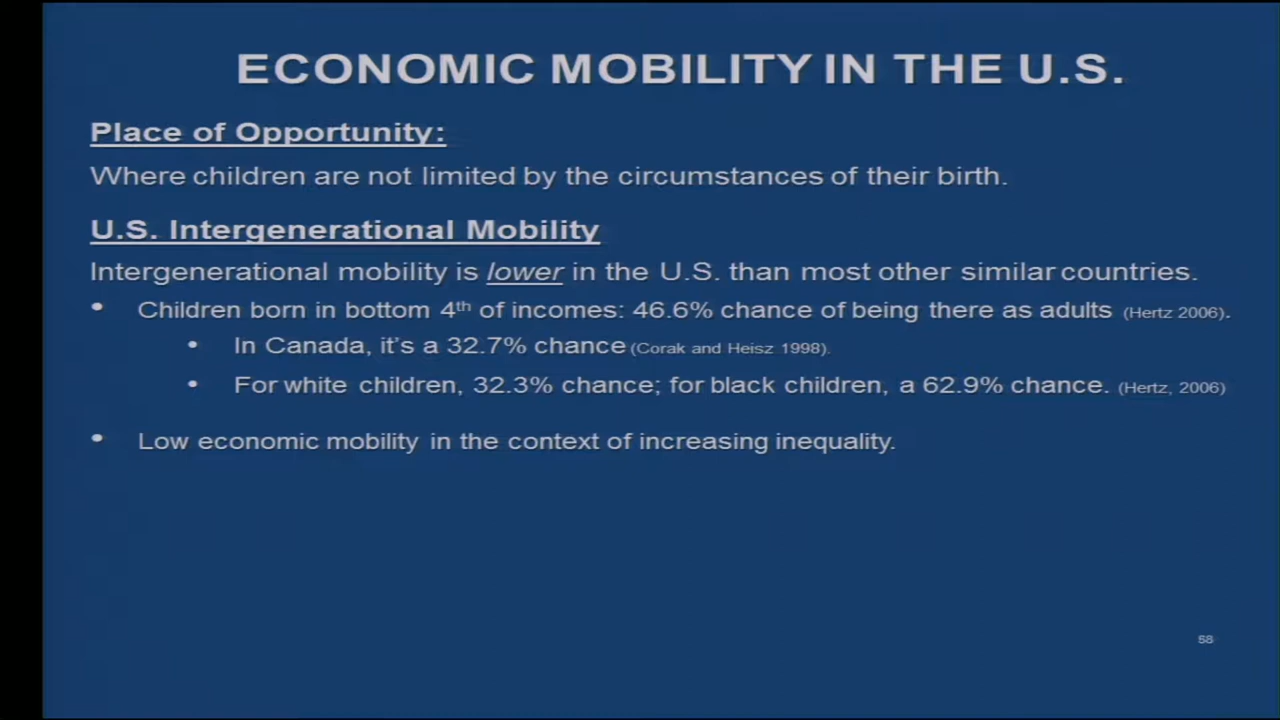 ECONOMIC MOBILITY IN THE U.S.
Place of Opportunity:
Where children are not limited by the circumstances of their birth.
U.S. Intergenerational Mobility
Intergenerational mobility is lower in the U.S. than most other similar countries.
• Children born in bottom 4th of incomes: 46.6% chance of being there as adults (Hertz 2006).
• In Canada, it's a 32.7% chance (Corak and Heisz 1998).
• For white children, 32.3% chance; for black children, a 62.9% chance. (Hertz, 2006)
• Low economic mobility in the context of increasing inequality.
58